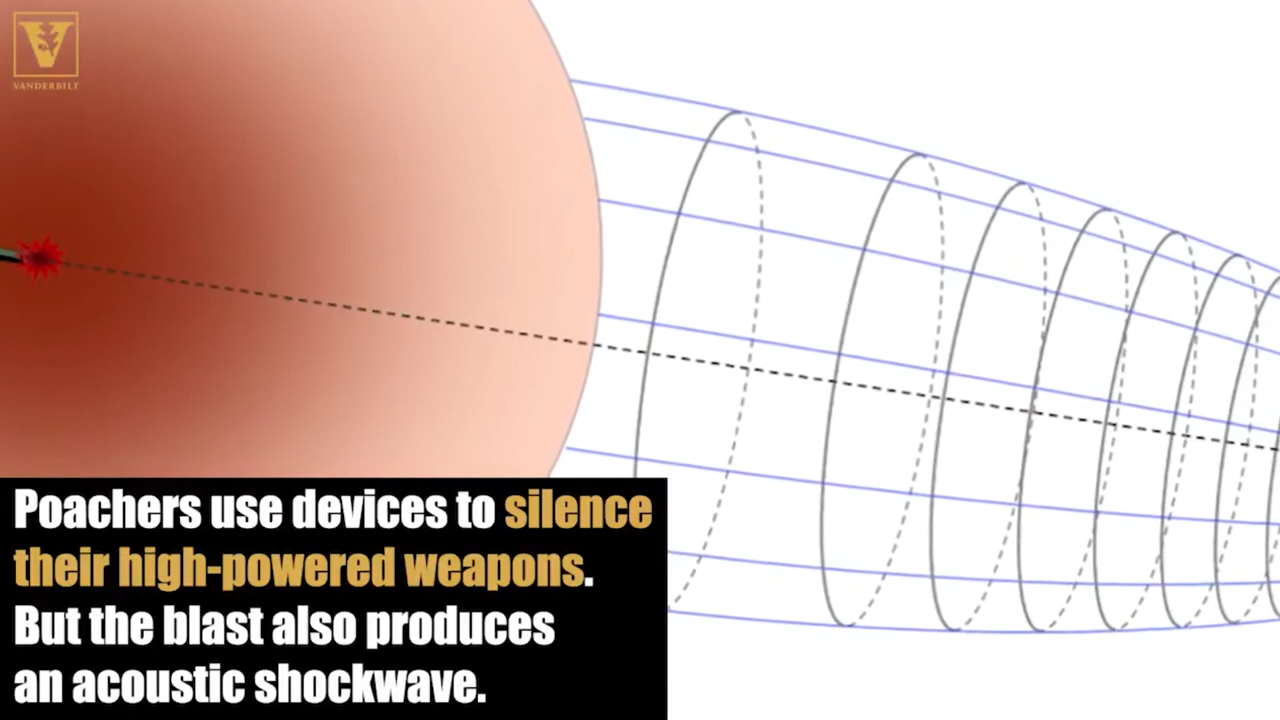 VANDERBILT
Poachers use devices to silence
their high-powered weapons.
But the blast also produces
an acoustic shockwave.